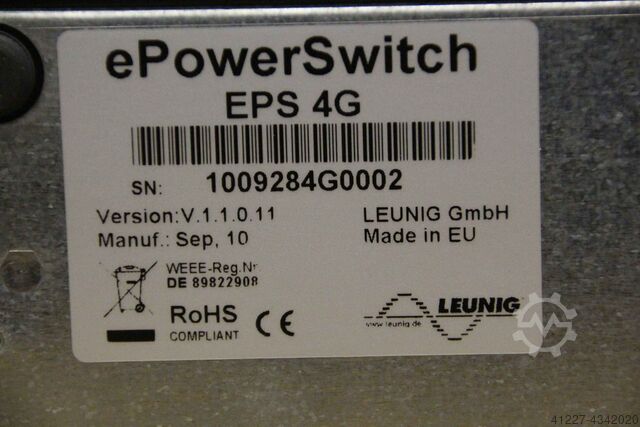 ePowerSwitch
EPS 4G
SN: 1009284G0002
Version:V.1.1.0.11
LEUNIG GmbH
Manuf.: Sep, 10
Made in EU
WEEE-Reg.Nr
DE 89822908
RoHS
COMPLIANT
CE
LEUNIG
www.leunig.de
41227-4342020